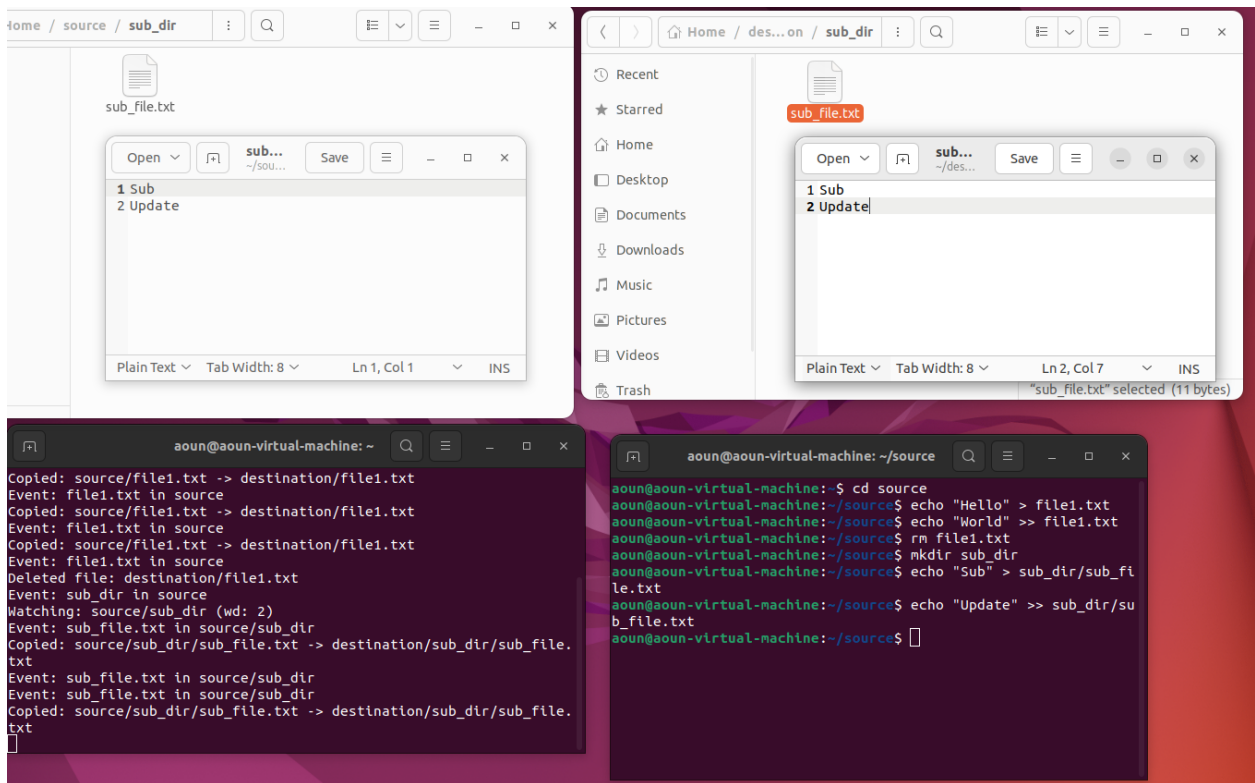 Home / source / sub_dir
sub_file.txt
Open
sub...
~/sou...
Save
1 Sub
2 Update
Plain Text
Tab Width: 8
Ln 1, Col 1
INS
Home / des...on / sub_dir
Recent
Starred
Home
Desktop
Documents
Downloads
Music
Pictures
Videos
Trash
sub_file.txt
Open
sub...
~/des...
Save
1 Sub
2 Update
Plain Text
Tab Width: 8
Ln 2, Col 7
INS
"sub_file.txt" selected (11 bytes)
aoun@aoun-virtual-machine: ~
Copied: source/file1.txt -> destination/file1.txt
Event: file1.txt in source
Copied: source/file1.txt -> destination/file1.txt
Event: file1.txt in source
Copied: source/file1.txt -> destination/file1.txt
Event: file1.txt in source
Deleted file: destination/file1.txt
Event: sub_dir in source
Watching: source/sub_dir (wd: 2)
Event: sub_file.txt in source/sub_dir
Copied: source/sub_dir/sub_file.txt -> destination/sub_dir/sub_file.
txt
Event: sub_file.txt in source/sub_dir
Event: sub_file.txt in source/sub_dir
Copied: source/sub_dir/sub_file.txt -> destination/sub_dir/sub_file.
txt
aoun@aoun-virtual-machine: ~/source
aoun@aoun-virtual-machine:~$ cd source
aoun@aoun-virtual-machine:~/source$ echo "Hello" > file1.txt
aoun@aoun-virtual-machine:~/source$ echo "World" >> file1.txt
aoun@aoun-virtual-machine:~/source$ rm file1.txt
aoun@aoun-virtual-machine:~/source$ mkdir sub_dir
aoun@aoun-virtual-machine:~/source$ echo "Sub" > sub_dir/sub_fi
le.txt
aoun@aoun-virtual-machine:~/source$ echo "Update" >> sub_dir/su
b_file.txt
aoun@aoun-virtual-machine:~/source$